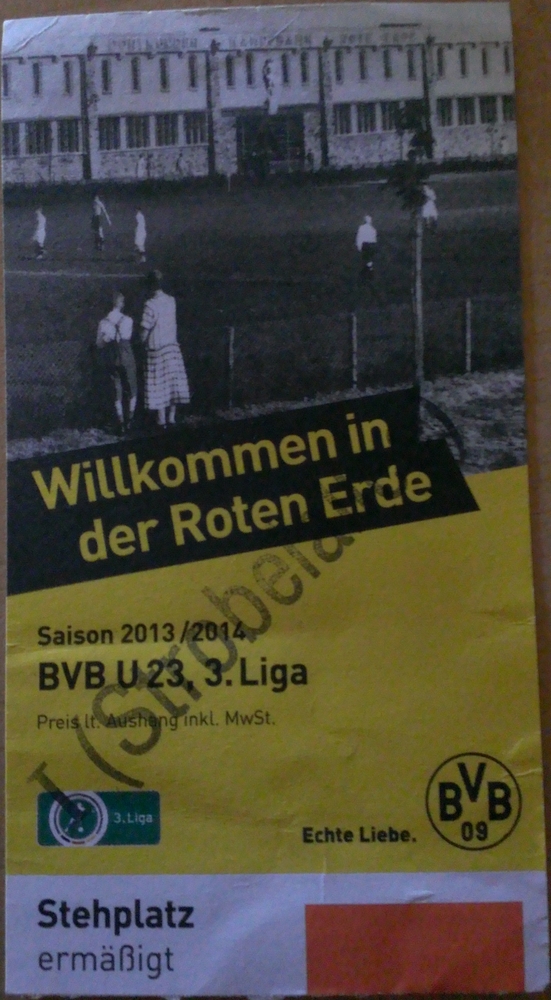 Willkommen in
der Roten Erde
Saison 2013/2014
BVB U 23, 3. Liga
Preis lt. Aushang inkl. MwSt.
3. Liga
Echte Liebe.
BVB
09
Stehplatz
ermäßigt